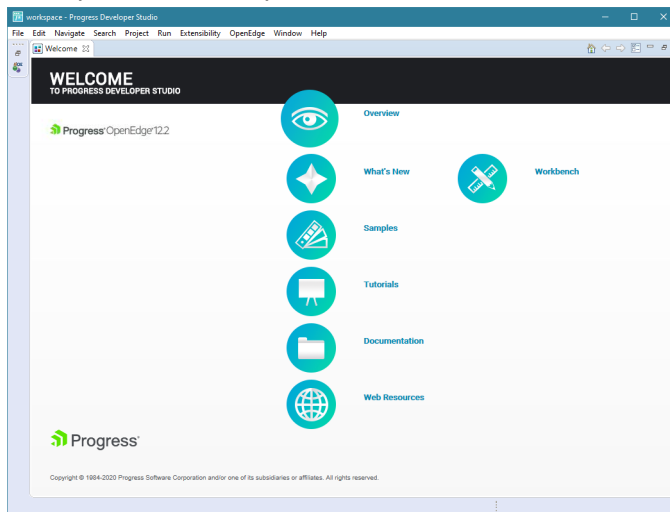 workspace - Progress Developer Studio
File Edit Navigate Search Project Run Extensibility OpenEdge Window Help
Welcome
WELCOME
TO PROGRESS DEVELOPER STUDIO
Progress® OpenEdge® 12.2
Overview
What's New
Workbench
Samples
Tutorials
Documentation
Web Resources
Progress®
Copyright © 1984-2020 Progress Software Corporation and/or one of its subsidiaries or affiliates. All rights reserved.